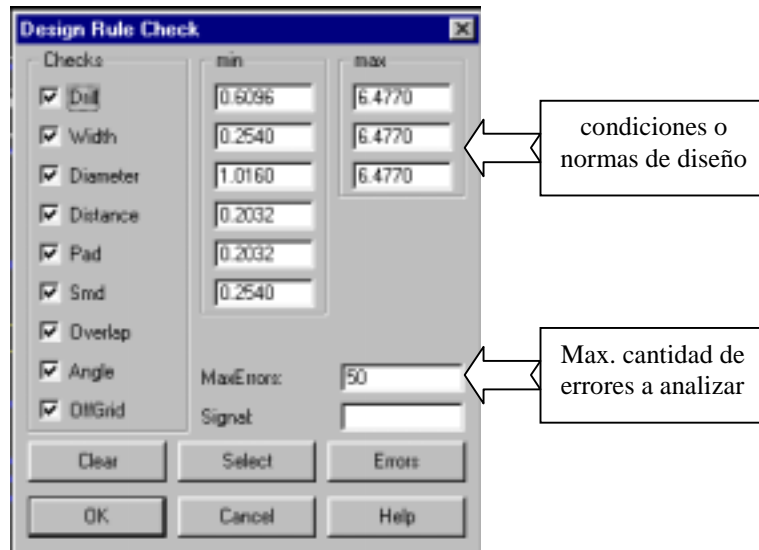 Design Rule Check
Checks min max
Drill 0.6096 6.4770
Width 0.2540 6.4770
Diameter 1.0160 6.4770
Distance 0.2032
Pad 0.2032
Smd 0.2540
Overlap
Angle MaxErrors: 50
OffGrid Signal:
Clear Select Errors
OK Cancel Help
condiciones o
normas de diseño
Max. cantidad de
errores a analizar